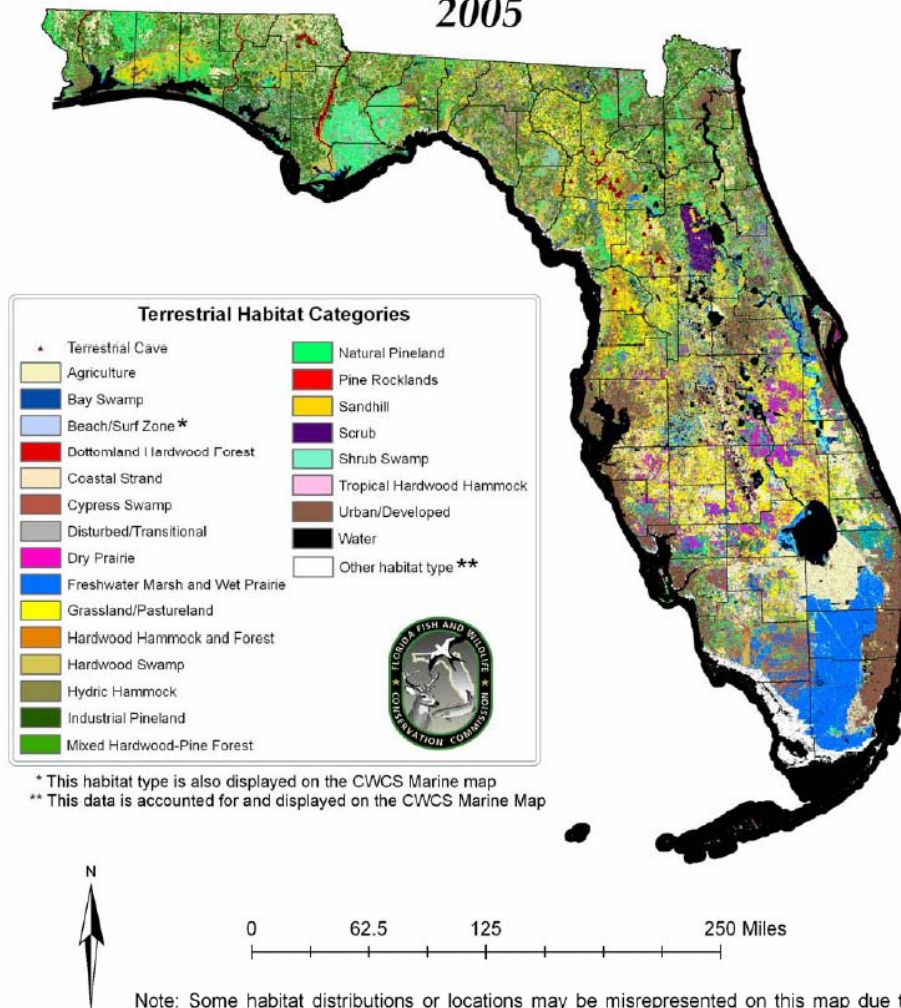 2005
Terrestrial Habitat Categories
Terrestrial Cave
Agriculture
Bay Swamp
Beach/Surf Zone *
Bottomland Hardwood Forest
Coastal Strand
Cypress Swamp
Disturbed/Transitional
Dry Prairie
Freshwater Marsh and Wet Prairie
Grassland/Pastureland
Hardwood Hammock and Forest
Hardwood Swamp
Hydric Hammock
Industrial Pineland
Mixed Hardwood-Pine Forest
Natural Pineland
Pine Rocklands
Sandhill
Scrub
Shrub Swamp
Tropical Hardwood Hammock
Urban/Developed
Water
Other habitat type **
FLORIDA FISH AND WILDLIFE
CONSERVATION COMMISSION
* This habitat type is also displayed on the CWCS Marine map
** This data is accounted for and displayed on the CWCS Marine Map
N
0 62.5 125 250 Miles
Note: Some habitat distributions or locations may be misrepresented on this map due